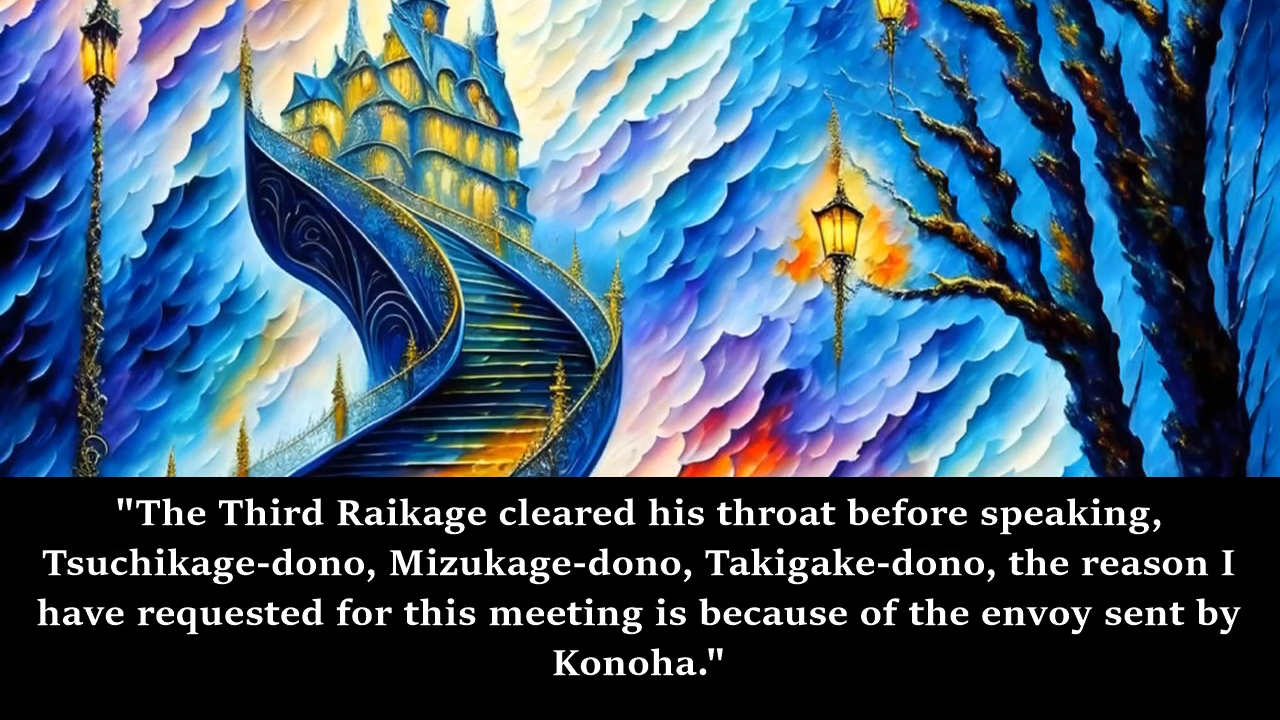 "The Third Raikage cleared his throat before speaking,
Tsuchikage-dono, Mizukage-dono, Takigake-dono, the reason I
have requested for this meeting is because of the envoy sent by
Konoha."